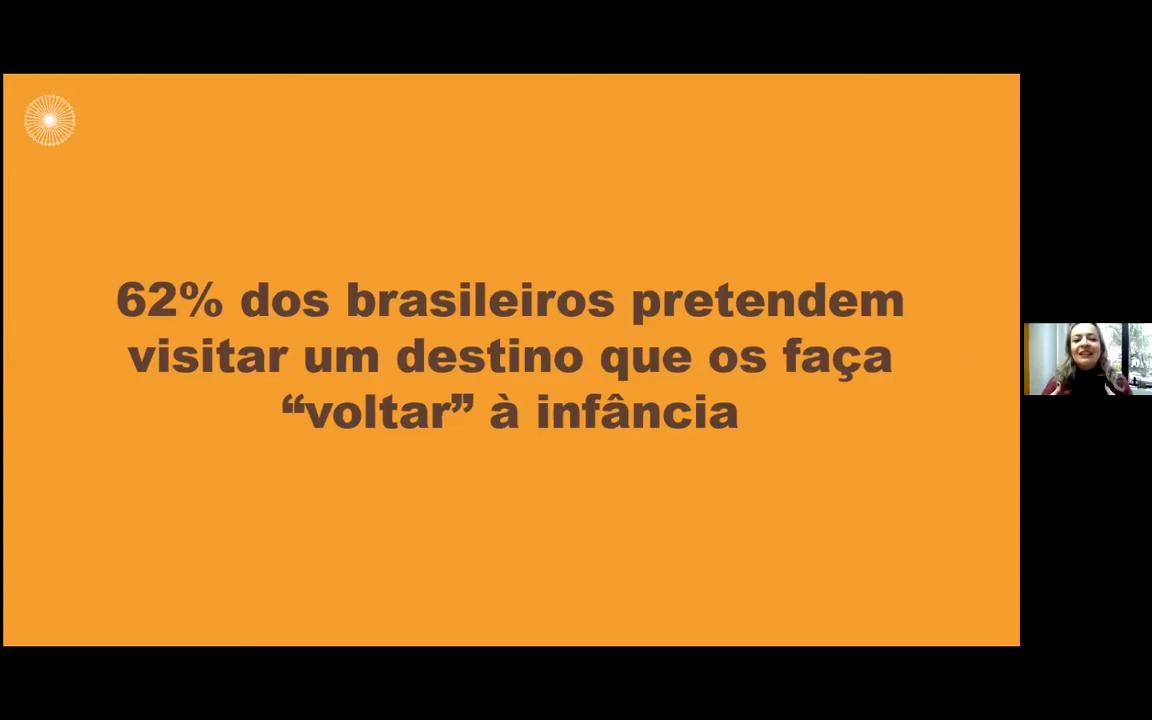 62% dos brasileiros pretendem
visitar um destino que os faça
“voltar” à infância